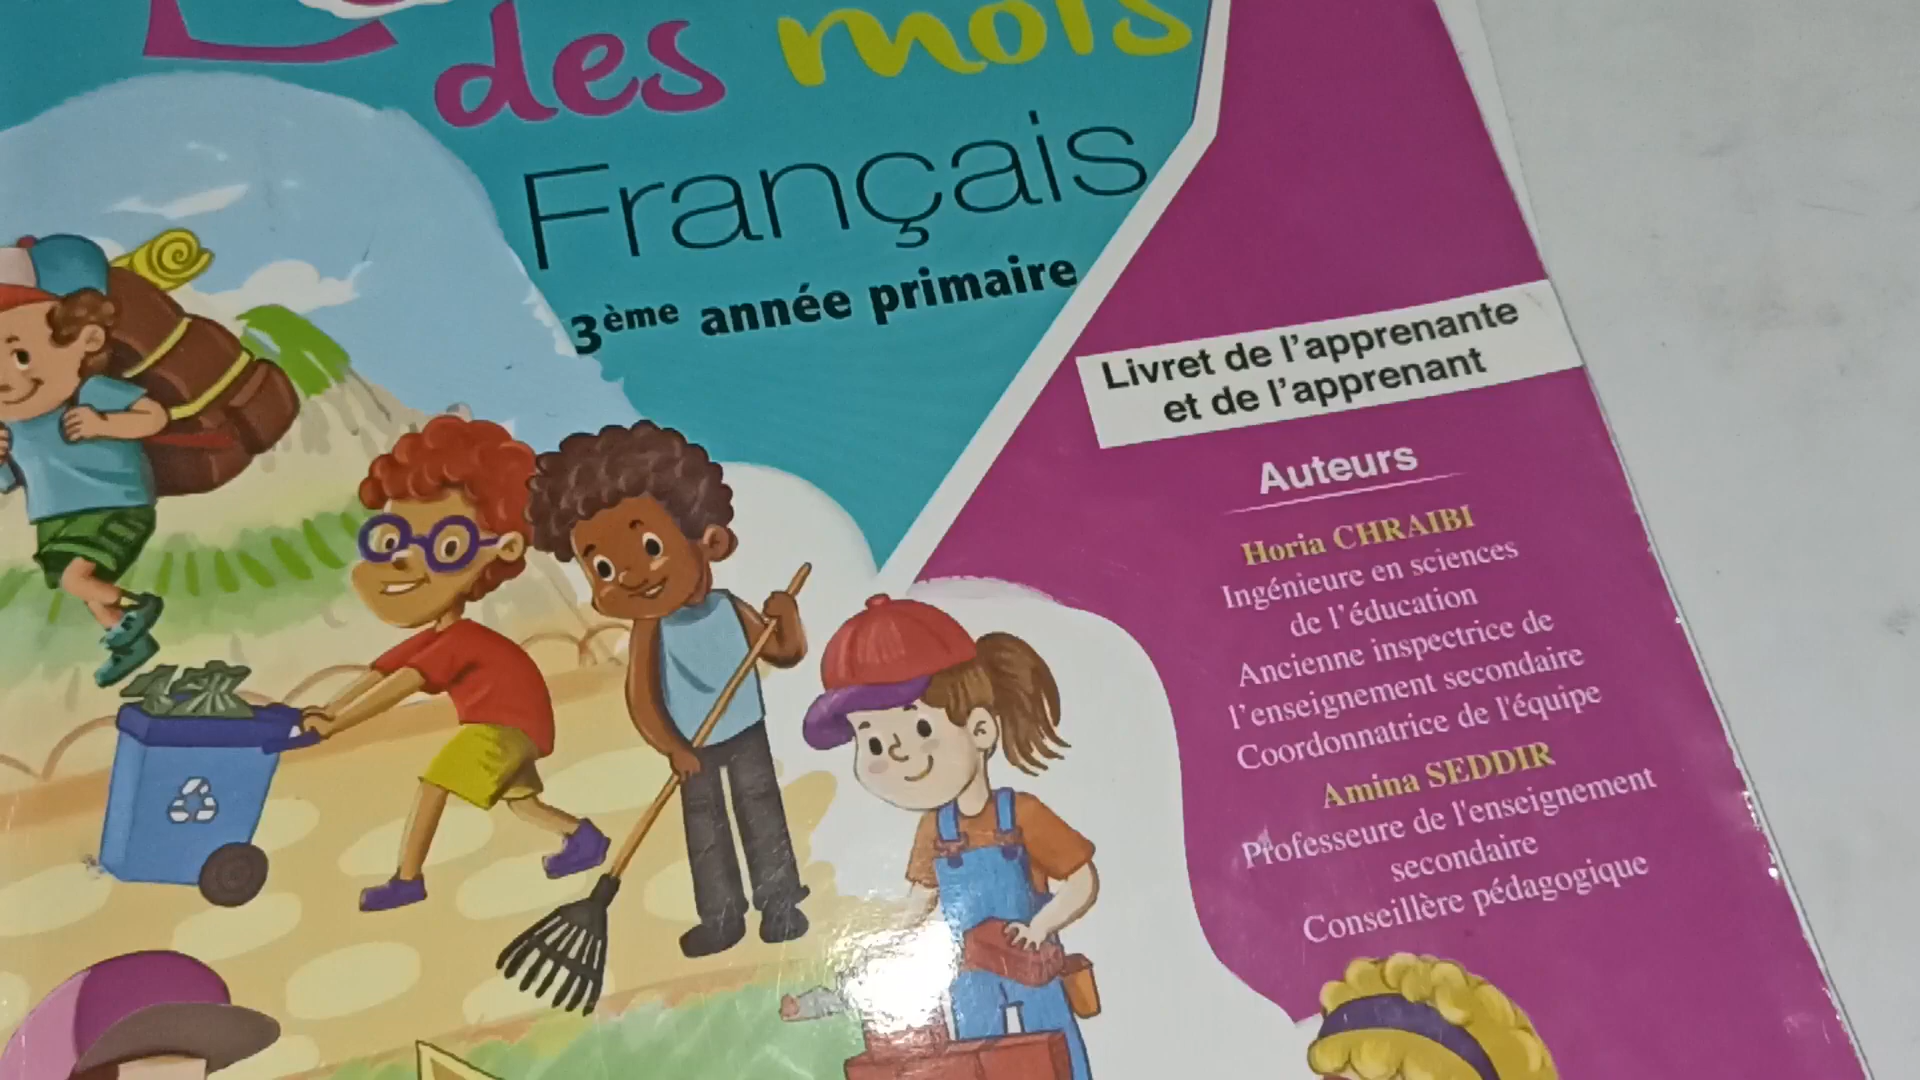 des mots
Français
3ème année primaire
Livret de l'apprenante
et de l'apprenant
Auteurs
Horia CHRAIBI
Ingénieure en sciences
de l'éducation
Ancienne inspectrice de
l'enseignement secondaire
Coordonnatrice de l'équipe
Amina SEDDIR
Professeure de l'enseignement
secondaire
Conseillère pédagogique